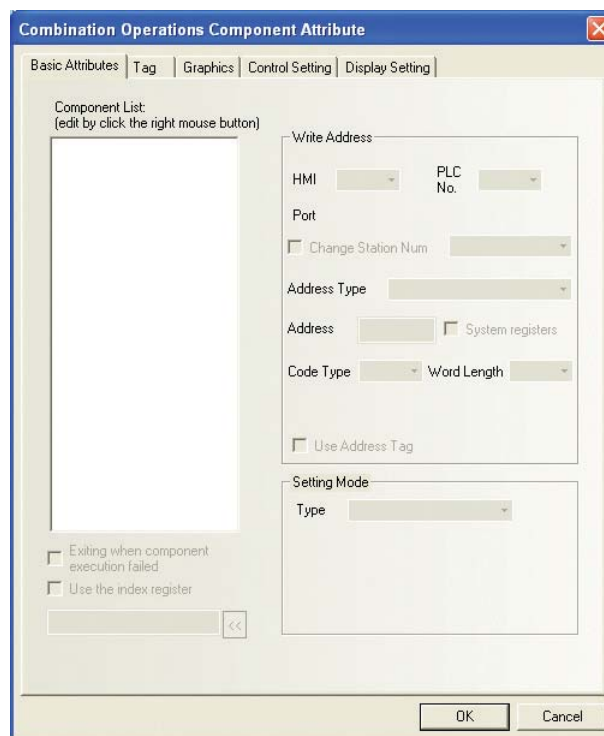 Combination Operations Component Attribute
Basic Attributes Tag Graphics Control Setting Display Setting
Component List:
(edit by click the right mouse button)
Write Address
HMI PLC No.
Port
Change Station Num
Address Type
Address System registers
Code Type Word Length
Use Address Tag
Setting Mode
Type
Exiting when component
execution failed
Use the index register
<<
OK Cancel